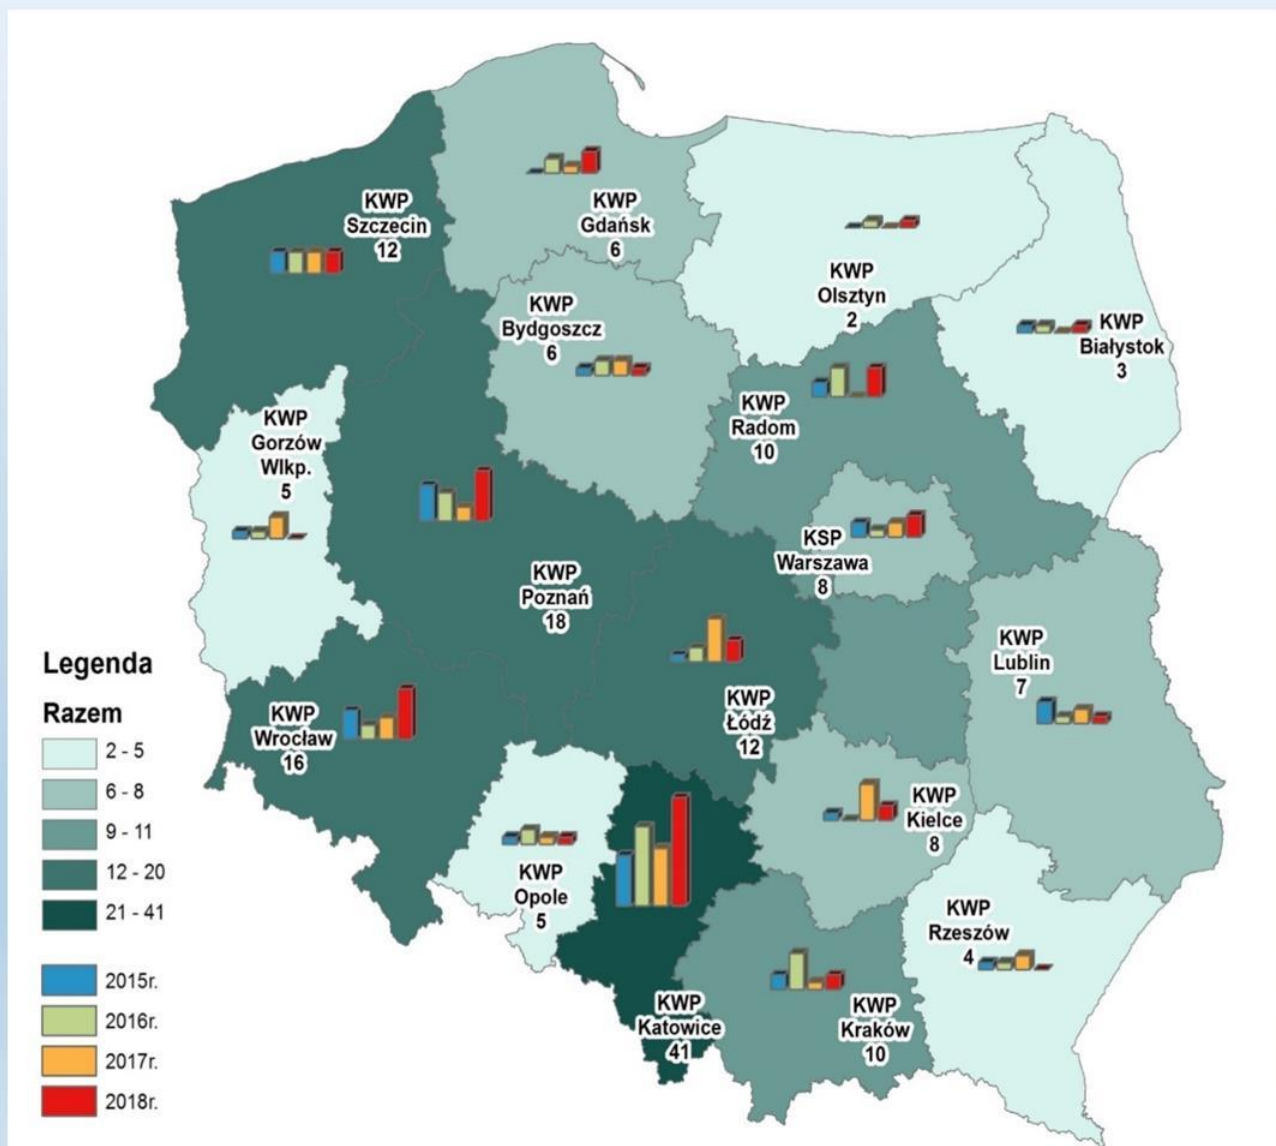 KWP
Szczecin
12
KWP
Gdańsk
6
KWP
Olsztyn
2
KWP
Białystok
3
KWP
Bydgoszcz
6
KWP
Radom
10
KWP
Gorzów
Wlkp.
5
KSP
Warszawa
8
KWP
Poznań
18
KWP
Lublin
7
KWP
Łódź
12
KWP
Wrocław
16
KWP
Kielce
8
KWP
Opole
5
KWP
Rzeszów
4
KWP
Katowice
41
KWP
Kraków
10
Legenda
Razem
2 - 5
6 - 8
9 - 11
12 - 20
21 - 41
2015r.
2016r.
2017r.
2018r.